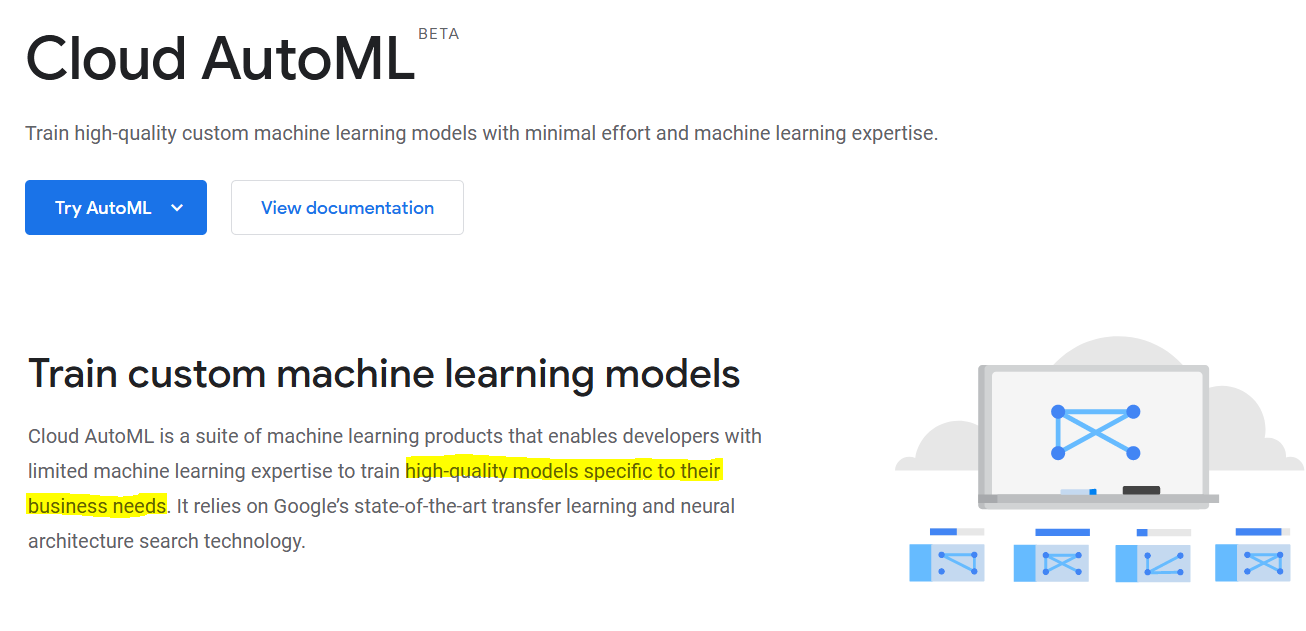 Cloud AutoML BETA
Train high-quality custom machine learning models with minimal effort and machine learning expertise.
Try AutoML
View documentation
Train custom machine learning models
Cloud AutoML is a suite of machine learning products that enables developers with
limited machine learning expertise to train high-quality models specific to their
business needs. It relies on Google’s state-of-the-art transfer learning and neural
architecture search technology.